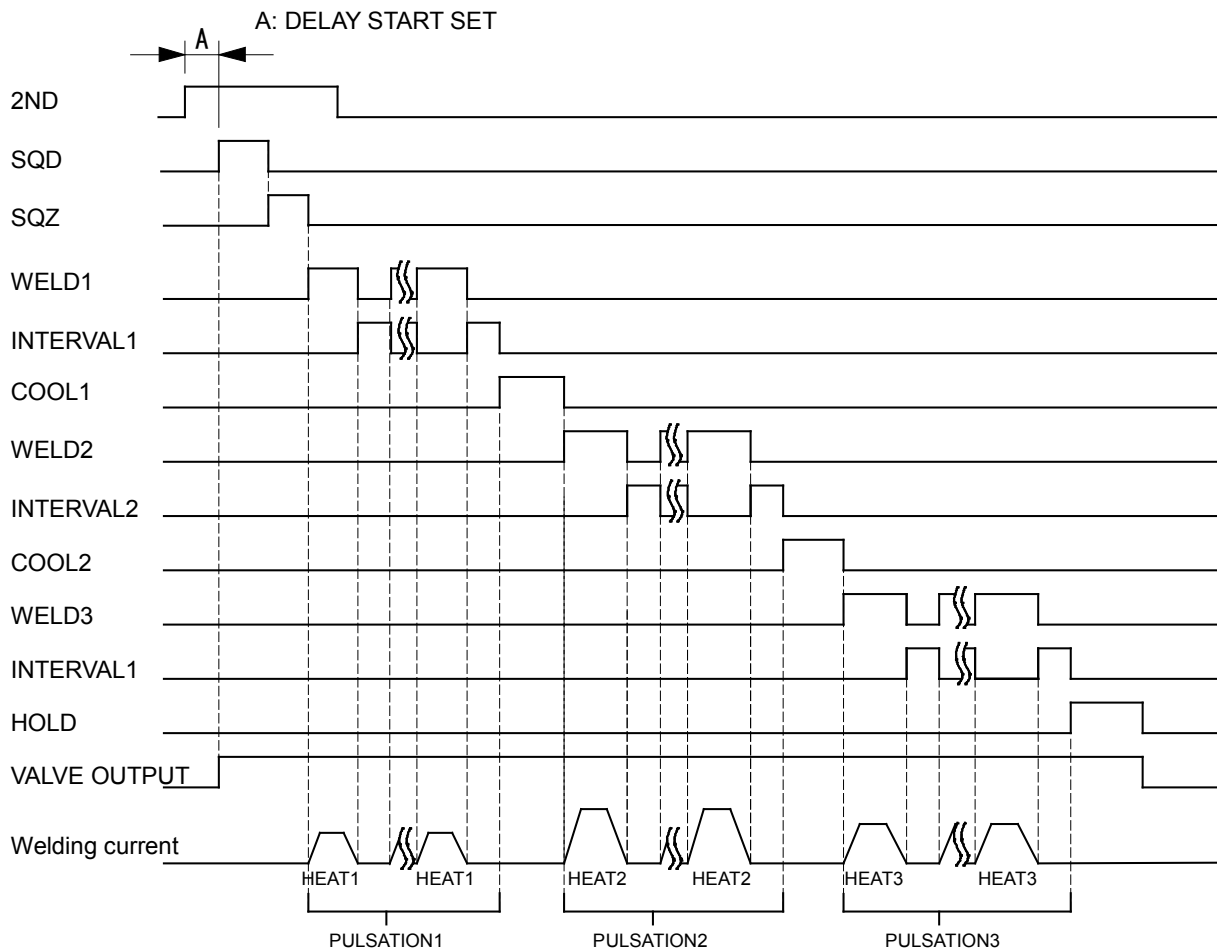 A: DELAY START SET
A
2ND
SQD
SQZ
WELD1
INTERVAL1
COOL1
WELD2
INTERVAL2
COOL2
WELD3
INTERVAL1
HOLD
VALVE OUTPUT
Welding current
HEAT1 HEAT1 HEAT2 HEAT2 HEAT3 HEAT3
PULSATION1 PULSATION2 PULSATION3